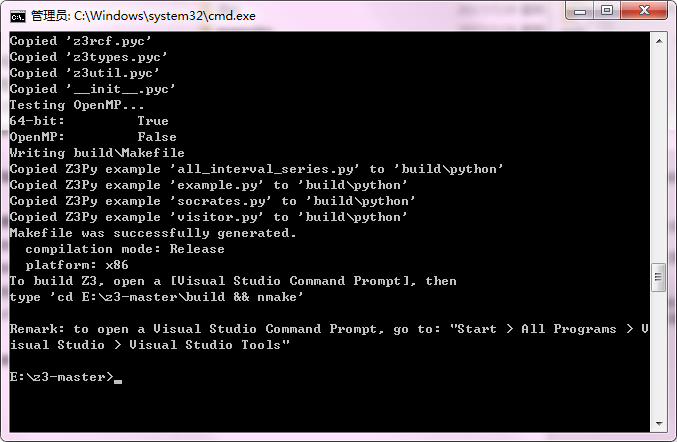 管理员: C:\Windows\system32\cmd.exe
Copied 'z3rcf.pyc'
Copied 'z3types.pyc'
Copied 'z3util.pyc'
Copied '__init__.pyc'
Testing OpenMP...
64-bit:         True
OpenMP:         False
Writing build\Makefile
Copied Z3Py example 'all_interval_series.py' to 'build\python'
Copied Z3Py example 'example.py' to 'build\python'
Copied Z3Py example 'socrates.py' to 'build\python'
Copied Z3Py example 'visitor.py' to 'build\python'
Makefile was successfully generated.
  compilation mode: Release
  platform: x86
To build Z3, open a [Visual Studio Command Prompt], then
type 'cd E:\z3-master\build && nmake'
Remark: to open a Visual Studio Command Prompt, go to: "Start > All Programs > V
isual Studio > Visual Studio Tools"
E:\z3-master>_